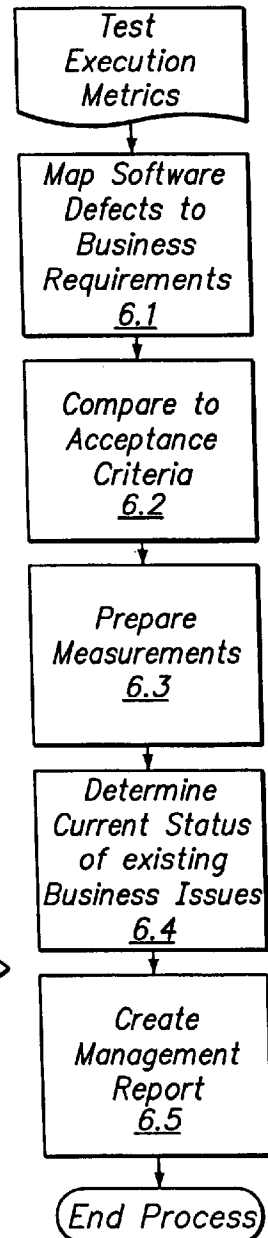 Test
Execution
Metrics
Map Software
Defects to
Business
Requirements
6.1
Compare to
Acceptance
Criteria
6.2
Prepare
Measurements
6.3
Determine
Current Status
of existing
Business Issues
6.4
Create
Management
Report
6.5
End Process